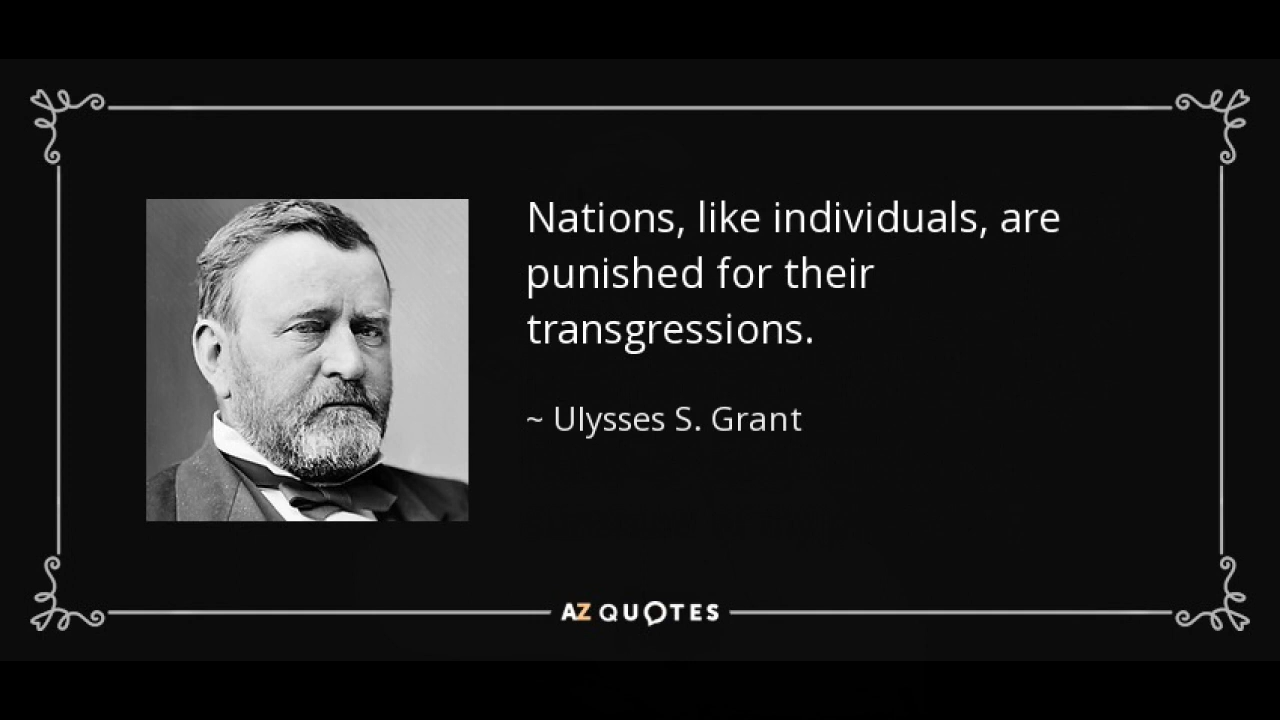 Nations, like individuals, are
punished for their
transgressions.
~ Ulysses S. Grant
AZ QUOTES